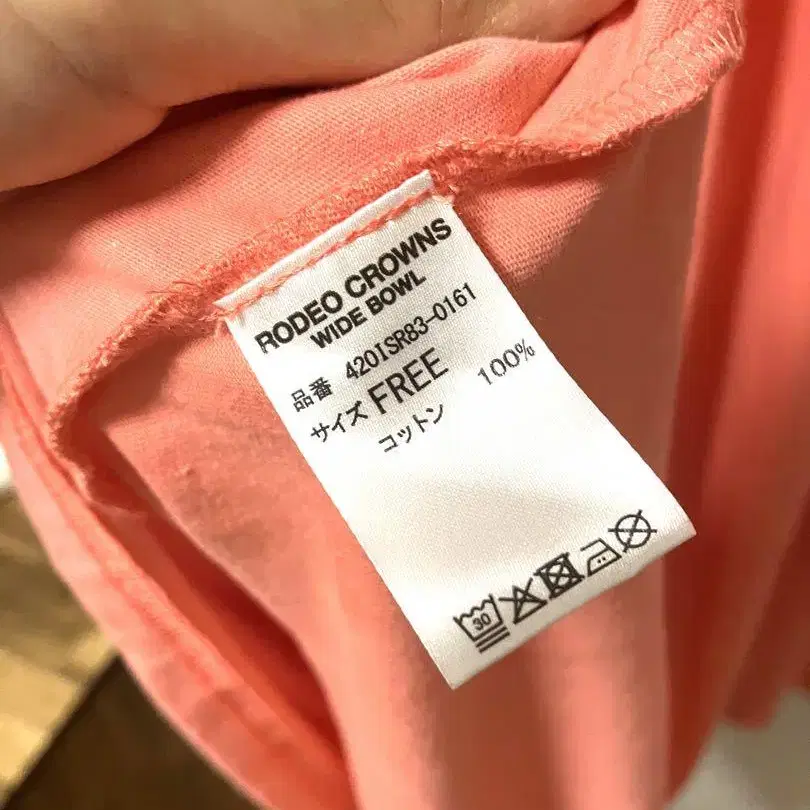 RODEO CROWNS
WIDE BOWL
品番 420ISR83-0161
サイズ FREE
コットン 100%
30